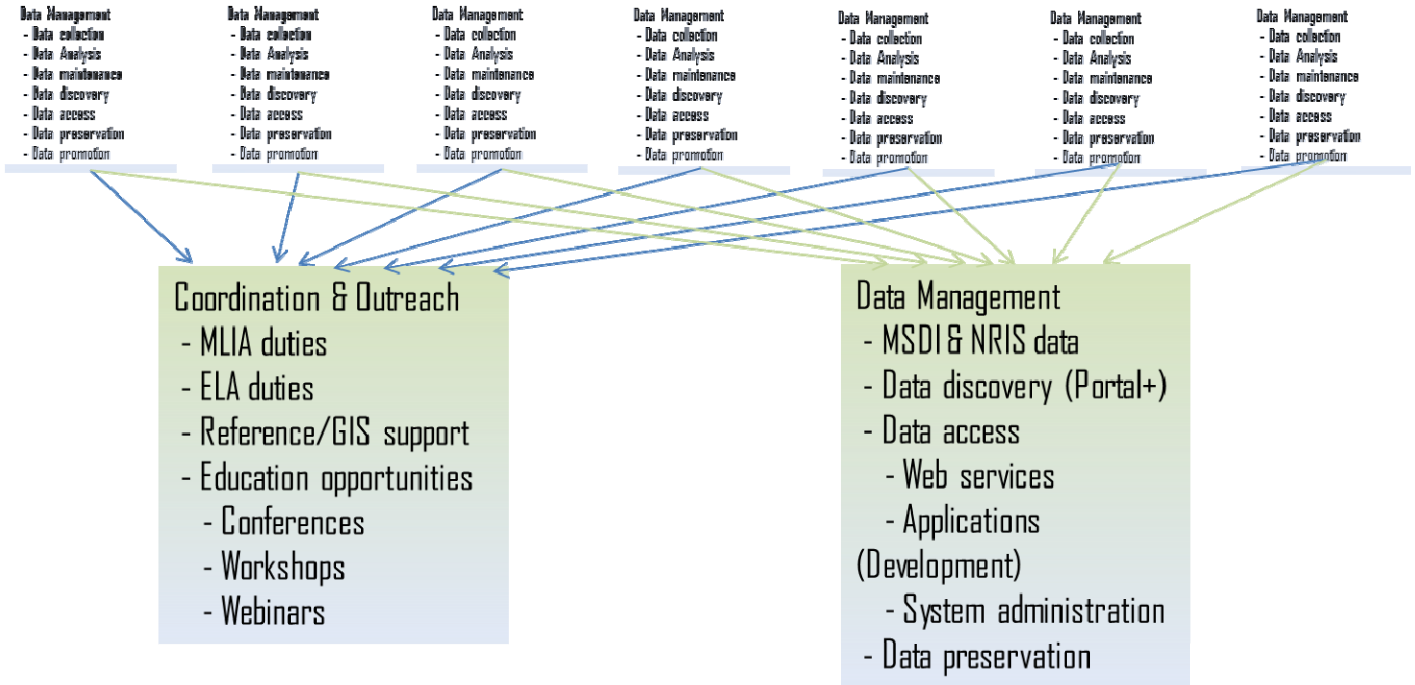 Data Management
- Data collection
- Data Analysis
- Data maintenance
- Data discovery
- Data access
- Data preservation
- Data promotion
Data Management
- Data collection
- Data Analysis
- Data maintenance
- Data discovery
- Data access
- Data preservation
- Data promotion
Data Management
- Data collection
- Data Analysis
- Data maintenance
- Data discovery
- Data access
- Data preservation
- Data promotion
Data Management
- Data collection
- Data Analysis
- Data maintenance
- Data discovery
- Data access
- Data preservation
- Data promotion
Data Management
- Data collection
- Data Analysis
- Data maintenance
- Data discovery
- Data access
- Data preservation
- Data promotion
Data Management
- Data collection
- Data Analysis
- Data maintenance
- Data discovery
- Data access
- Data preservation
- Data promotion
Data Management
- Data collection
- Data Analysis
- Data maintenance
- Data discovery
- Data access
- Data preservation
- Data promotion
Coordination & Outreach
- MLIA duties
- ELA duties
- Reference/GIS support
- Education opportunities
- Conferences
- Workshops
- Webinars
Data Management
- MSDI & NRIS data
- Data discovery (Portal+)
- Data access
- Web services
- Applications
(Development)
- System administration
- Data preservation